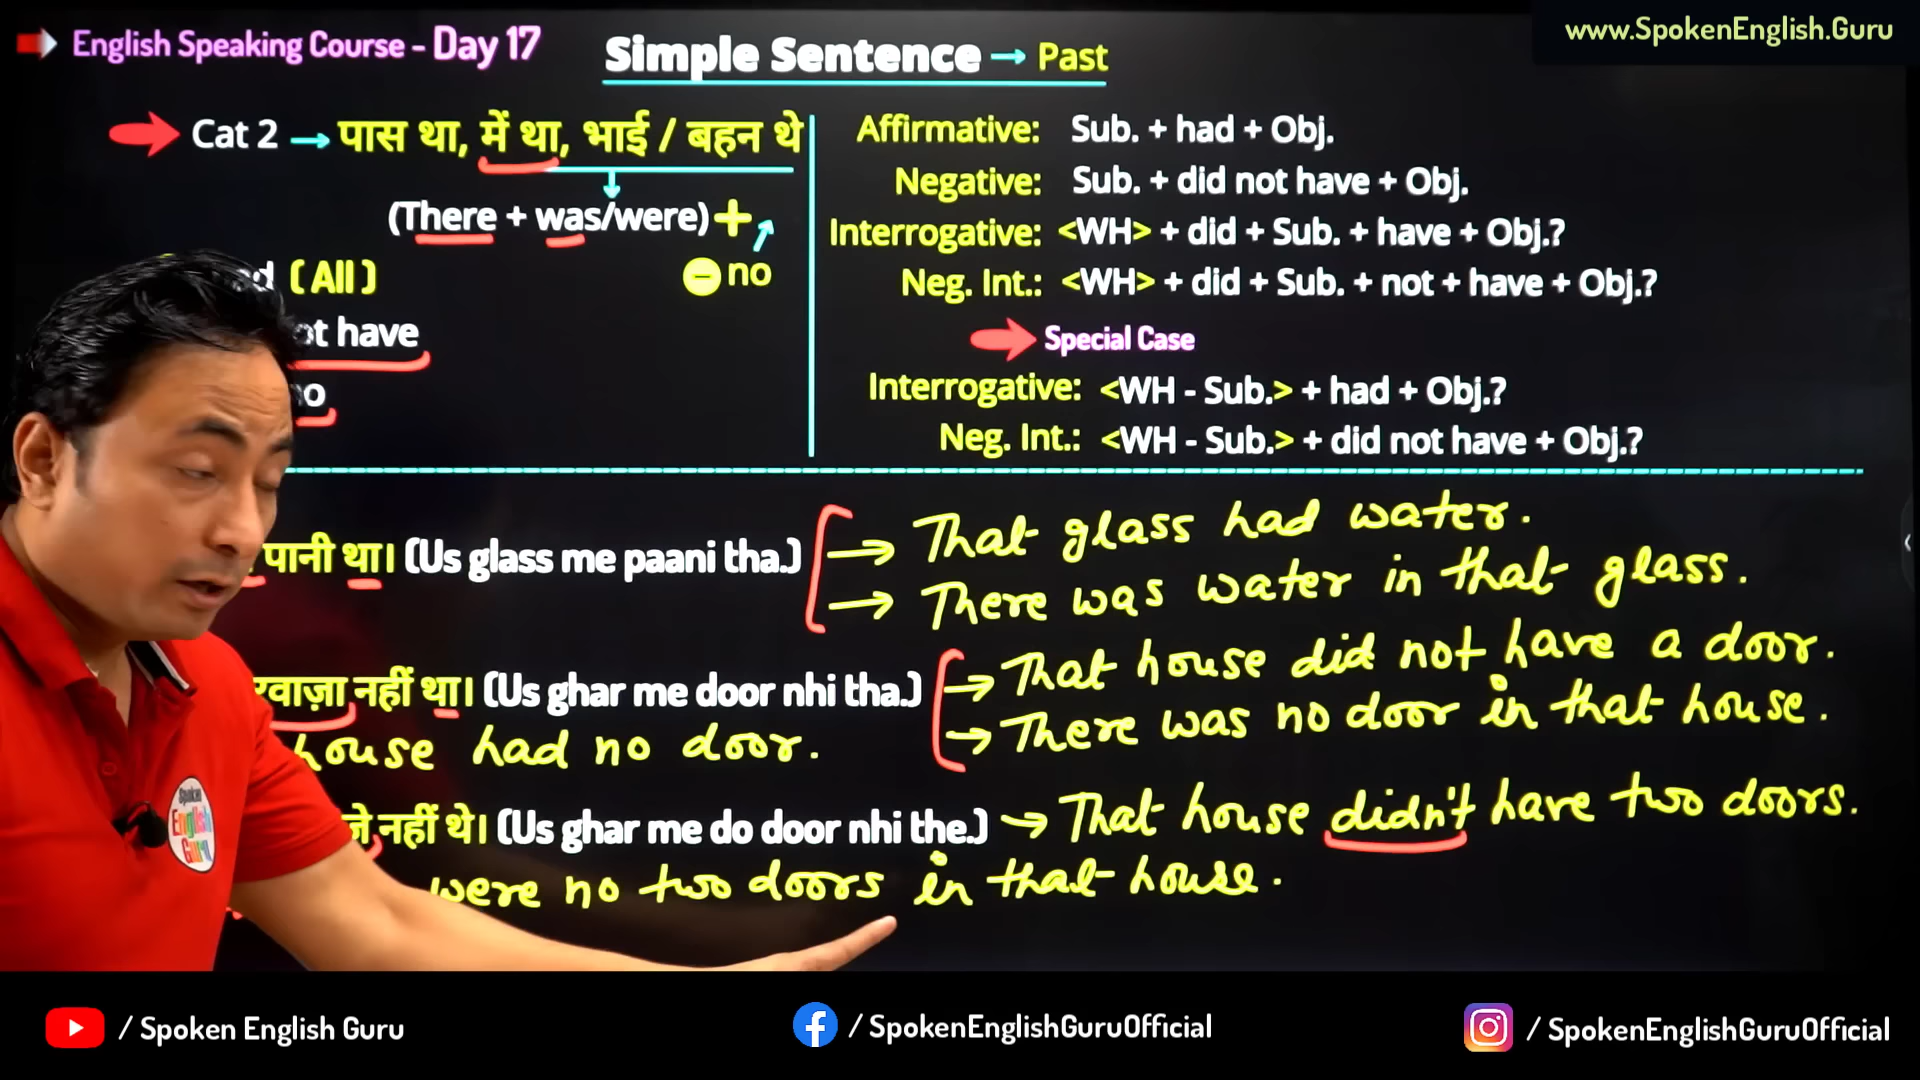 English Speaking Course - Day 17
Simple Sentence → Past
www.SpokenEnglish.Guru
Cat 2 → पास था, में था, भाई / बहन थे
(There + was/were) +
- no
( All )
have
Affirmative: Sub. + had + Obj.
Negative: Sub. + did not have + Obj.
Interrogative: <WH> + did + Sub. + have + Obj.?
Neg. Int.: <WH> + did + Sub. + not + have + Obj.?
Special Case
Interrogative: <WH - Sub.> + had + Obj.?
Neg. Int.: <WH - Sub.> + did not have + Obj.?
पानी था। (Us glass me paani tha.)
→ That glass had water.
→ There was water in that glass.
नहीं था। (Us ghar me door nhi tha.)
→ That house did not have a door.
→ There was no door in that house.
house had no door.
नहीं थे। (Us ghar me do door nhi the.) → That house didn't have two doors.
were no two doors in that house.
Spoken English Guru
/ Spoken English Guru
/ SpokenEnglishGuruOfficial
/ SpokenEnglishGuruOfficial